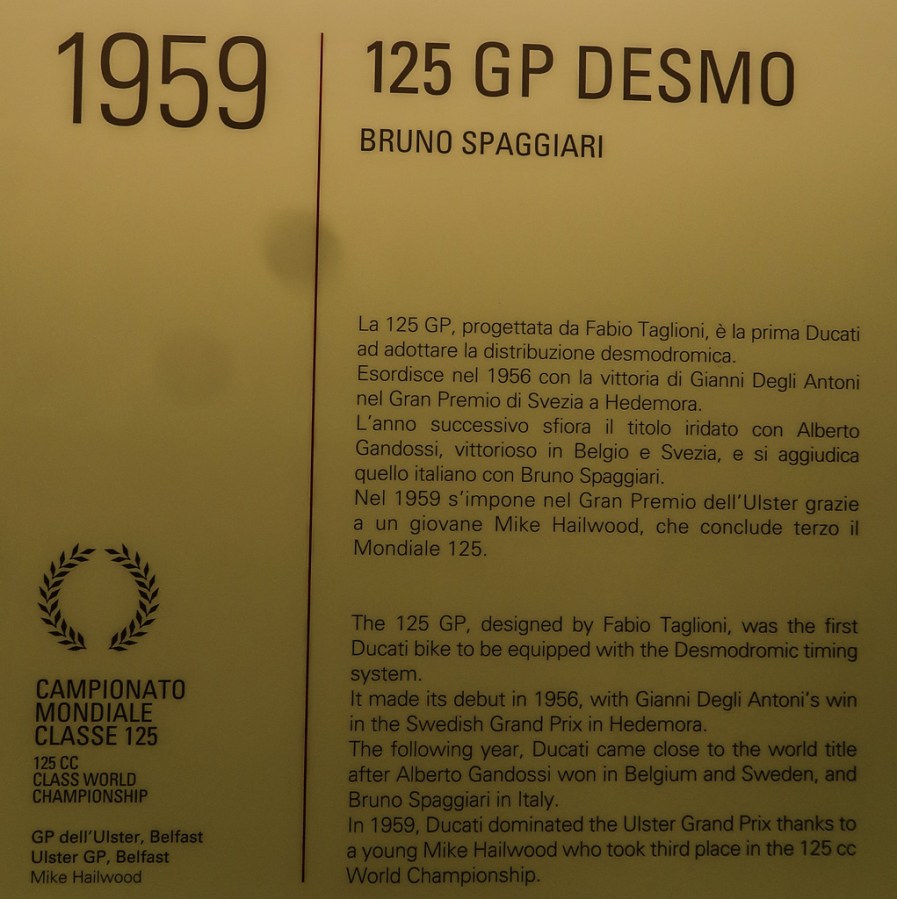 1959
125 GP DESMO
BRUNO SPAGGIARI
La 125 GP, progettata da Fabio Taglioni, è la prima Ducati
ad adottare la distribuzione desmodromica.
Esordisce nel 1956 con la vittoria di Gianni Degli Antoni
nel Gran Premio di Svezia a Hedemora.
L'anno successivo sfiora il titolo iridato con Alberto
Gandossi, vittorioso in Belgio e Svezia, e si aggiudica
quello italiano con Bruno Spaggiari.
Nel 1959 s'impone nel Gran Premio dell'Ulster grazie
a un giovane Mike Hailwood, che conclude terzo il
Mondiale 125.
The 125 GP, designed by Fabio Taglioni, was the first
Ducati bike to be equipped with the Desmodromic timing
system.
It made its debut in 1956, with Gianni Degli Antoni's win
in the Swedish Grand Prix in Hedemora.
The following year, Ducati came close to the world title
after Alberto Gandossi won in Belgium and Sweden, and
Bruno Spaggiari in Italy.
In 1959, Ducati dominated the Ulster Grand Prix thanks to
a young Mike Hailwood who took third place in the 125 cc
World Championship.
CAMPIONATO
MONDIALE
CLASSE 125
125 CC
CLASS WORLD
CHAMPIONSHIP
GP dell'Ulster, Belfast
Ulster GP, Belfast
Mike Hailwood